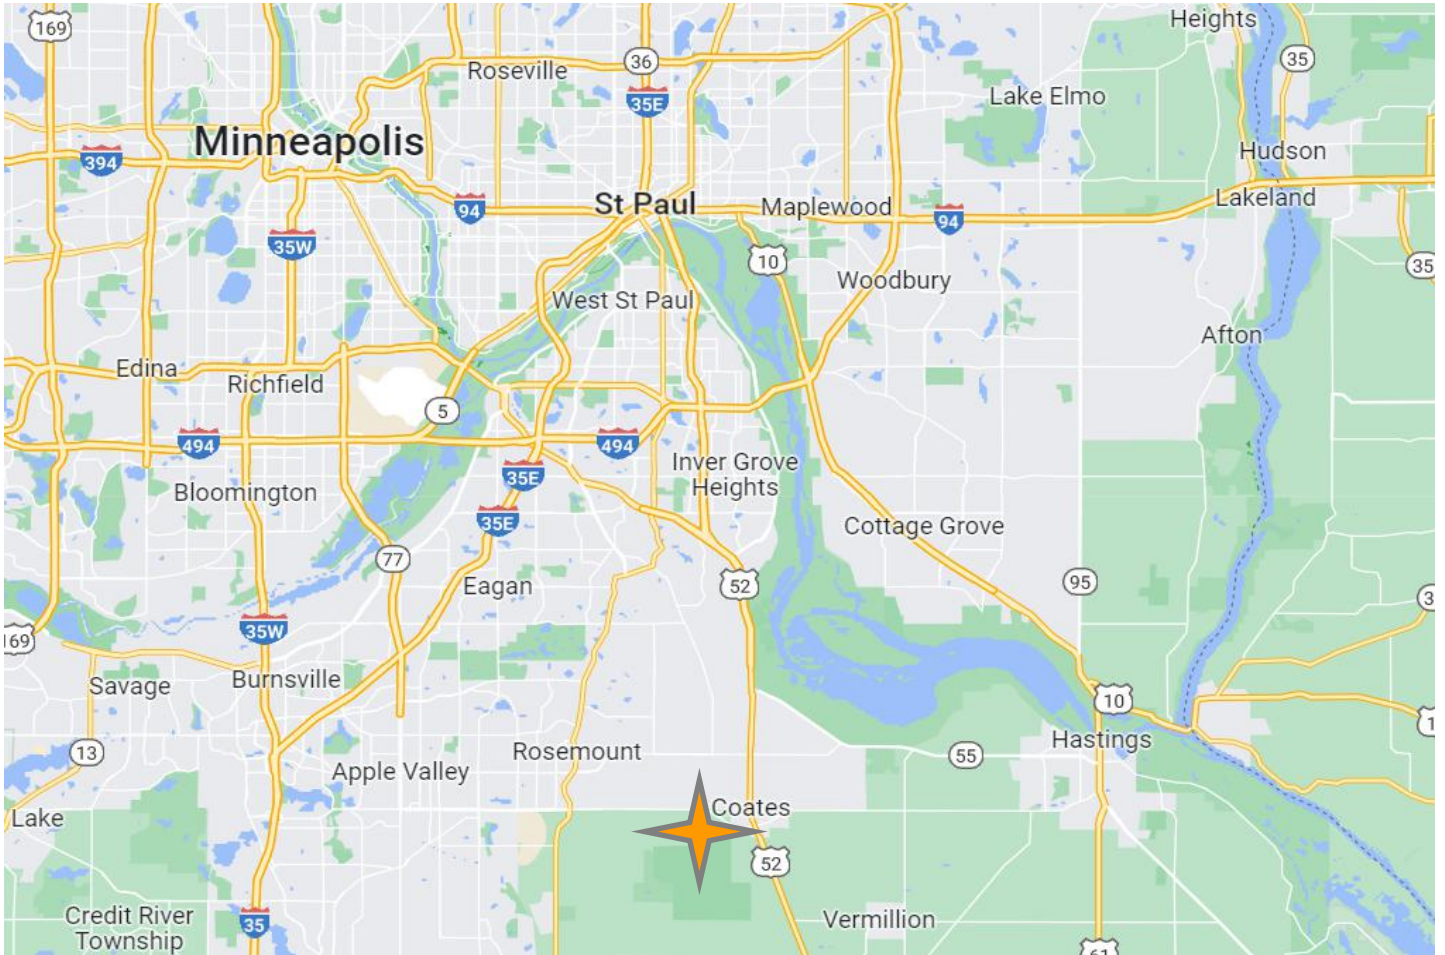 169
Heights
36
Roseville
35
35E
Lake Elmo
Minneapolis
394
Hudson
94
St Paul
Maplewood
94
Lakeland
35W
10
35
Woodbury
West St Paul
Afton
Edina
Richfield
5
494
494
35E
Inver Grove
Heights
Bloomington
35E
Cottage Grove
77
52
95
Eagan
3
169
35W
Savage
Burnsville
10
1
13
Rosemount
Hastings
55
Apple Valley
Coates
Lake
52
Credit River
Township
35
Vermillion
61